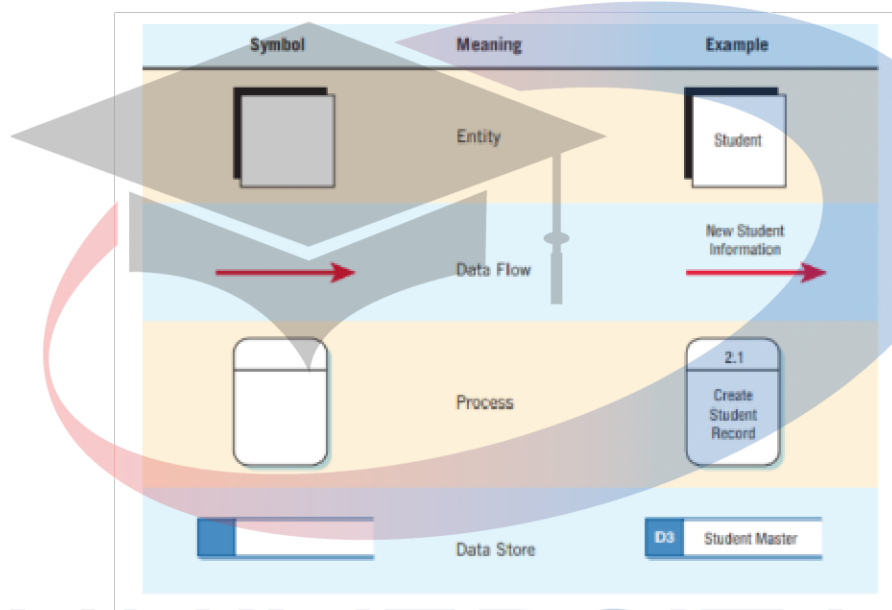 Symbol Meaning Example
Entity Student
New Student
Information
Data Flow
2.1
Process
Create
Student
Record
Data Store D3 Student Master